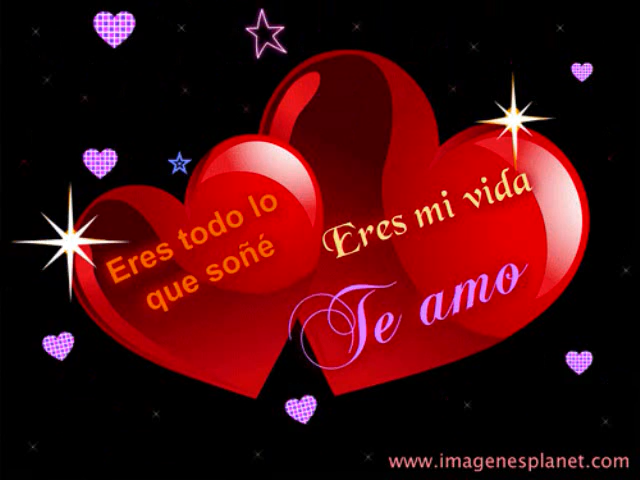 Eres todo lo
que soñé
Eres mi vida
Te amo
www.imagenesplanet.com